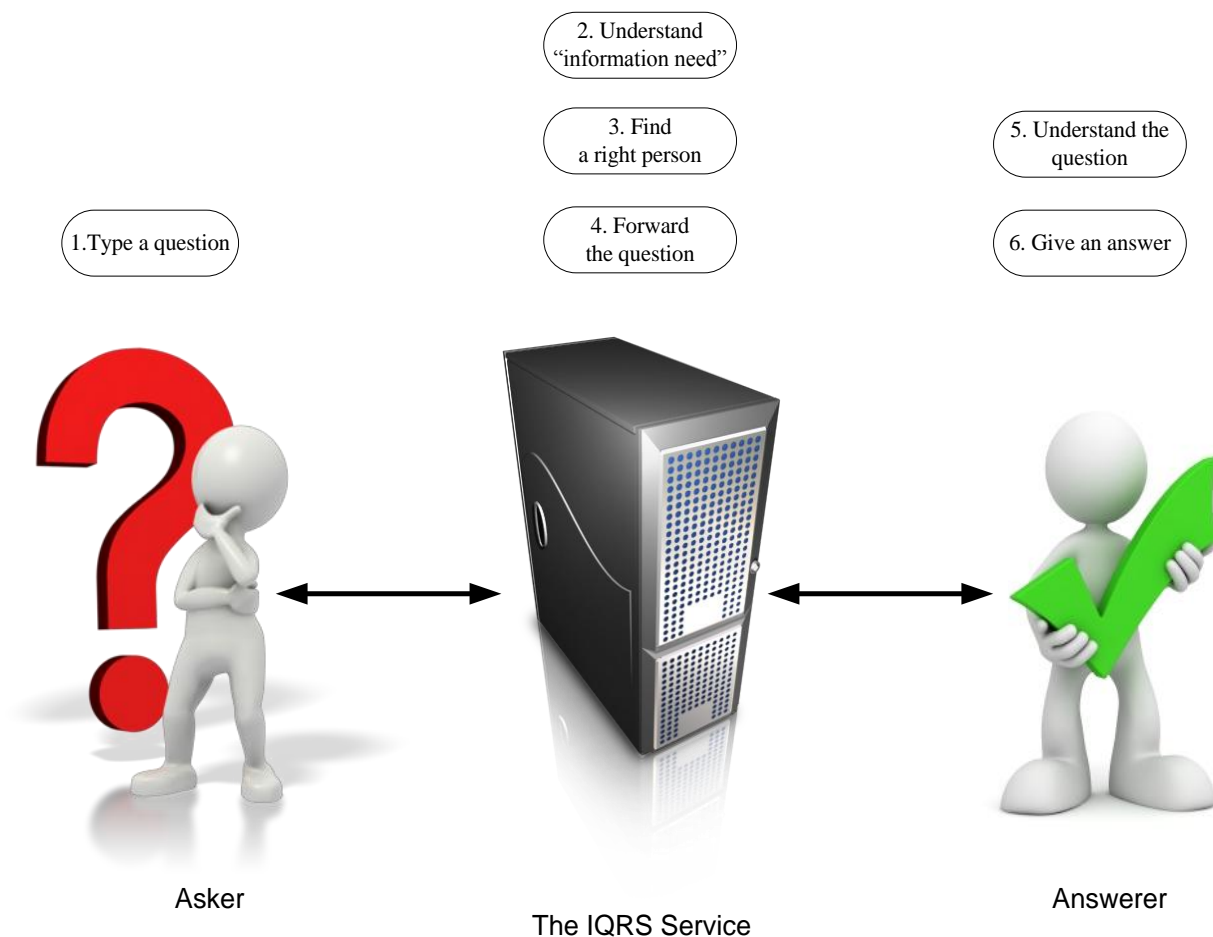 2. Understand
“information need”
3. Find
a right person
5. Understand the
question
1.Type a question
4. Forward
the question
6. Give an answer
Asker
The IQRS Service
Answerer